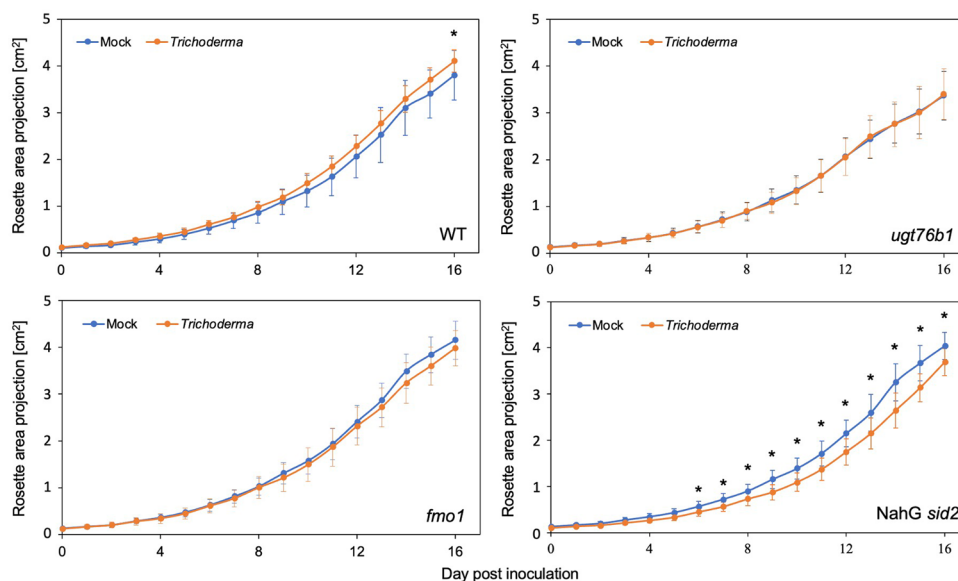 Mock Trichoderma
*
Rosette area projection [cm²]
5
4
3
2
1
0
0 4 8 12 16
WT
Mock Trichoderma
Rosette area projection [cm²]
5
4
3
2
1
0
0 4 8 12 16
ugt76b1
Mock Trichoderma
Rosette area projection [cm²]
5
4
3
2
1
0
0 4 8 12 16
fmo1
Mock Trichoderma
* * * * * * * * * * *
Rosette area projection [cm²]
5
4
3
2
1
0
0 4 8 12 16
NahG sid2
Day post inoculation